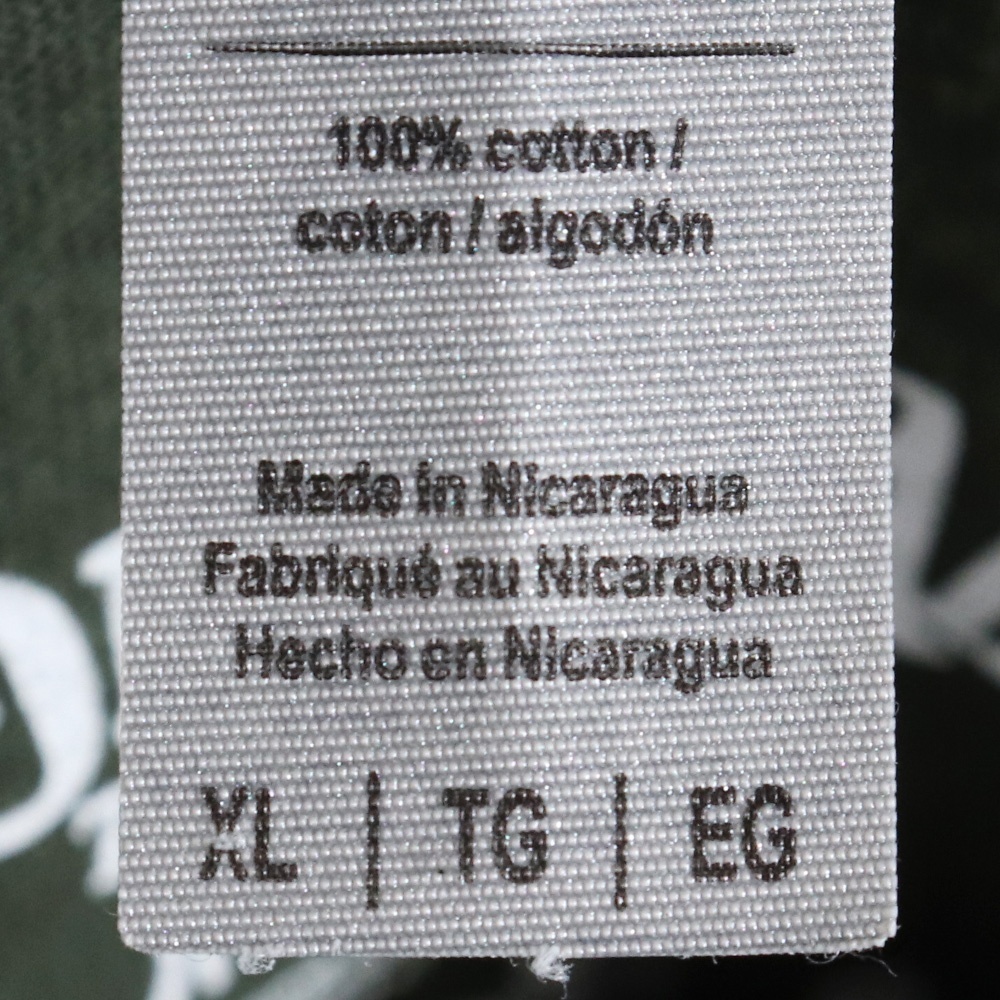 100% cotton /
coton / algodón
Made in Nicaragua
Fabriqué au Nicaragua
Hecho en Nicaragua
XL | TG | EG